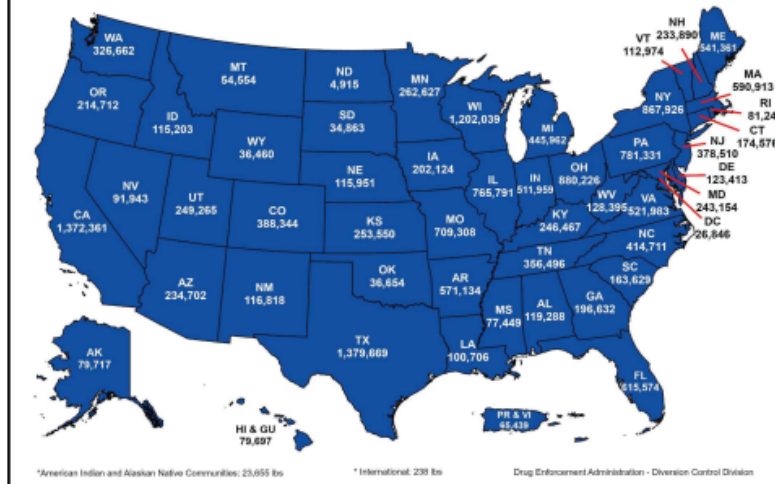 WA
326,662
OR
214,712
CA
1,372,361
ID
115,203
NV
91,943
MT
54,554
WY
36,460
UT
249,265
AZ
234,702
CO
388,344
NM
116,818
ND
4,915
SD
34,863
NE
115,951
KS
253,550
OK
36,654
TX
1,379,669
MN
262,627
IA
202,124
MO
709,308
AR
571,134
LA
100,706
WI
1,202,039
IL
765,791
MI
445,962
IN
511,959
OH
880,226
KY
246,467
TN
356,496
MS
77,449
AL
119,288
GA
196,632
FL
615,574
SC
163,629
NC
414,711
VA
521,983
WV
128,395
PA
781,331
NY
867,926
VT
112,974
NH
233,890
ME
541,361
MA
590,913
RI
81,24
CT
174,576
NJ
378,510
DE
123,413
MD
243,154
DC
26,846
AK
79,717
HI & GU
79,697
PR & VI
65,439
*American Indian and Alaskan Native Communities: 23,655 lbs
* International: 238 lbs
Drug Enforcement Administration - Diversion Control Division